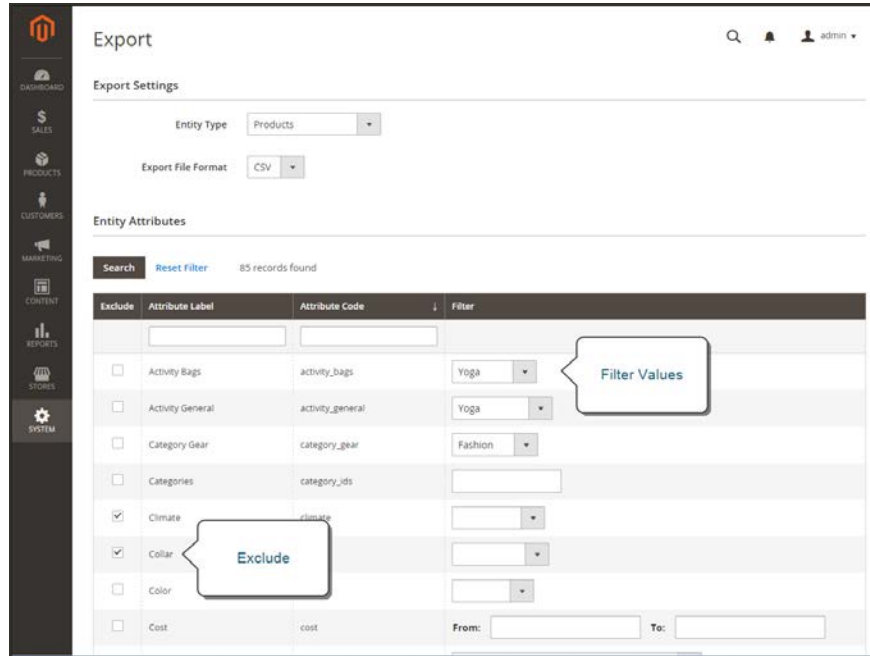 Export
admin
DASHBOARD
SALES
PRODUCTS
CUSTOMERS
MARKETING
CONTENT
REPORTS
STORES
SYSTEM
Export Settings
Entity Type Products
Export File Format CSV
Entity Attributes
Search Reset Filter 85 records found
Exclude Attribute Label Attribute Code ↓ Filter
Activity Bags activity_bags Yoga
Filter Values
Activity General activity_general Yoga
Category Gear category_gear Fashion
Categories category_ids
Climate climate
Collar
Exclude
Color
Cost cost From: To: